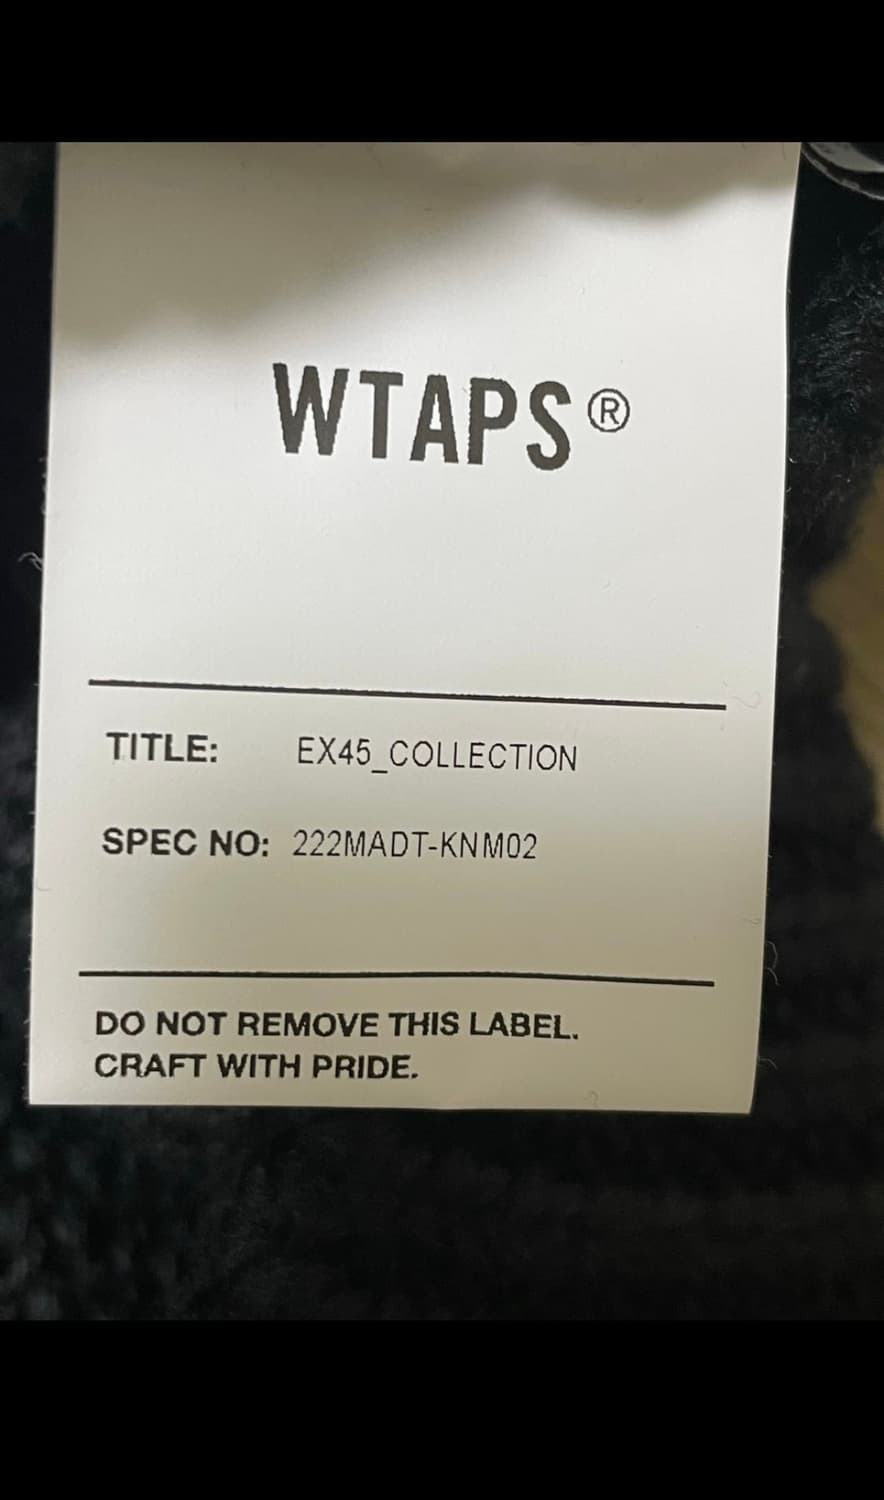 WTAPS®
TITLE: EX45_COLLECTION
SPEC NO: 222MADT-KNM02
DO NOT REMOVE THIS LABEL.
CRAFT WITH PRIDE.